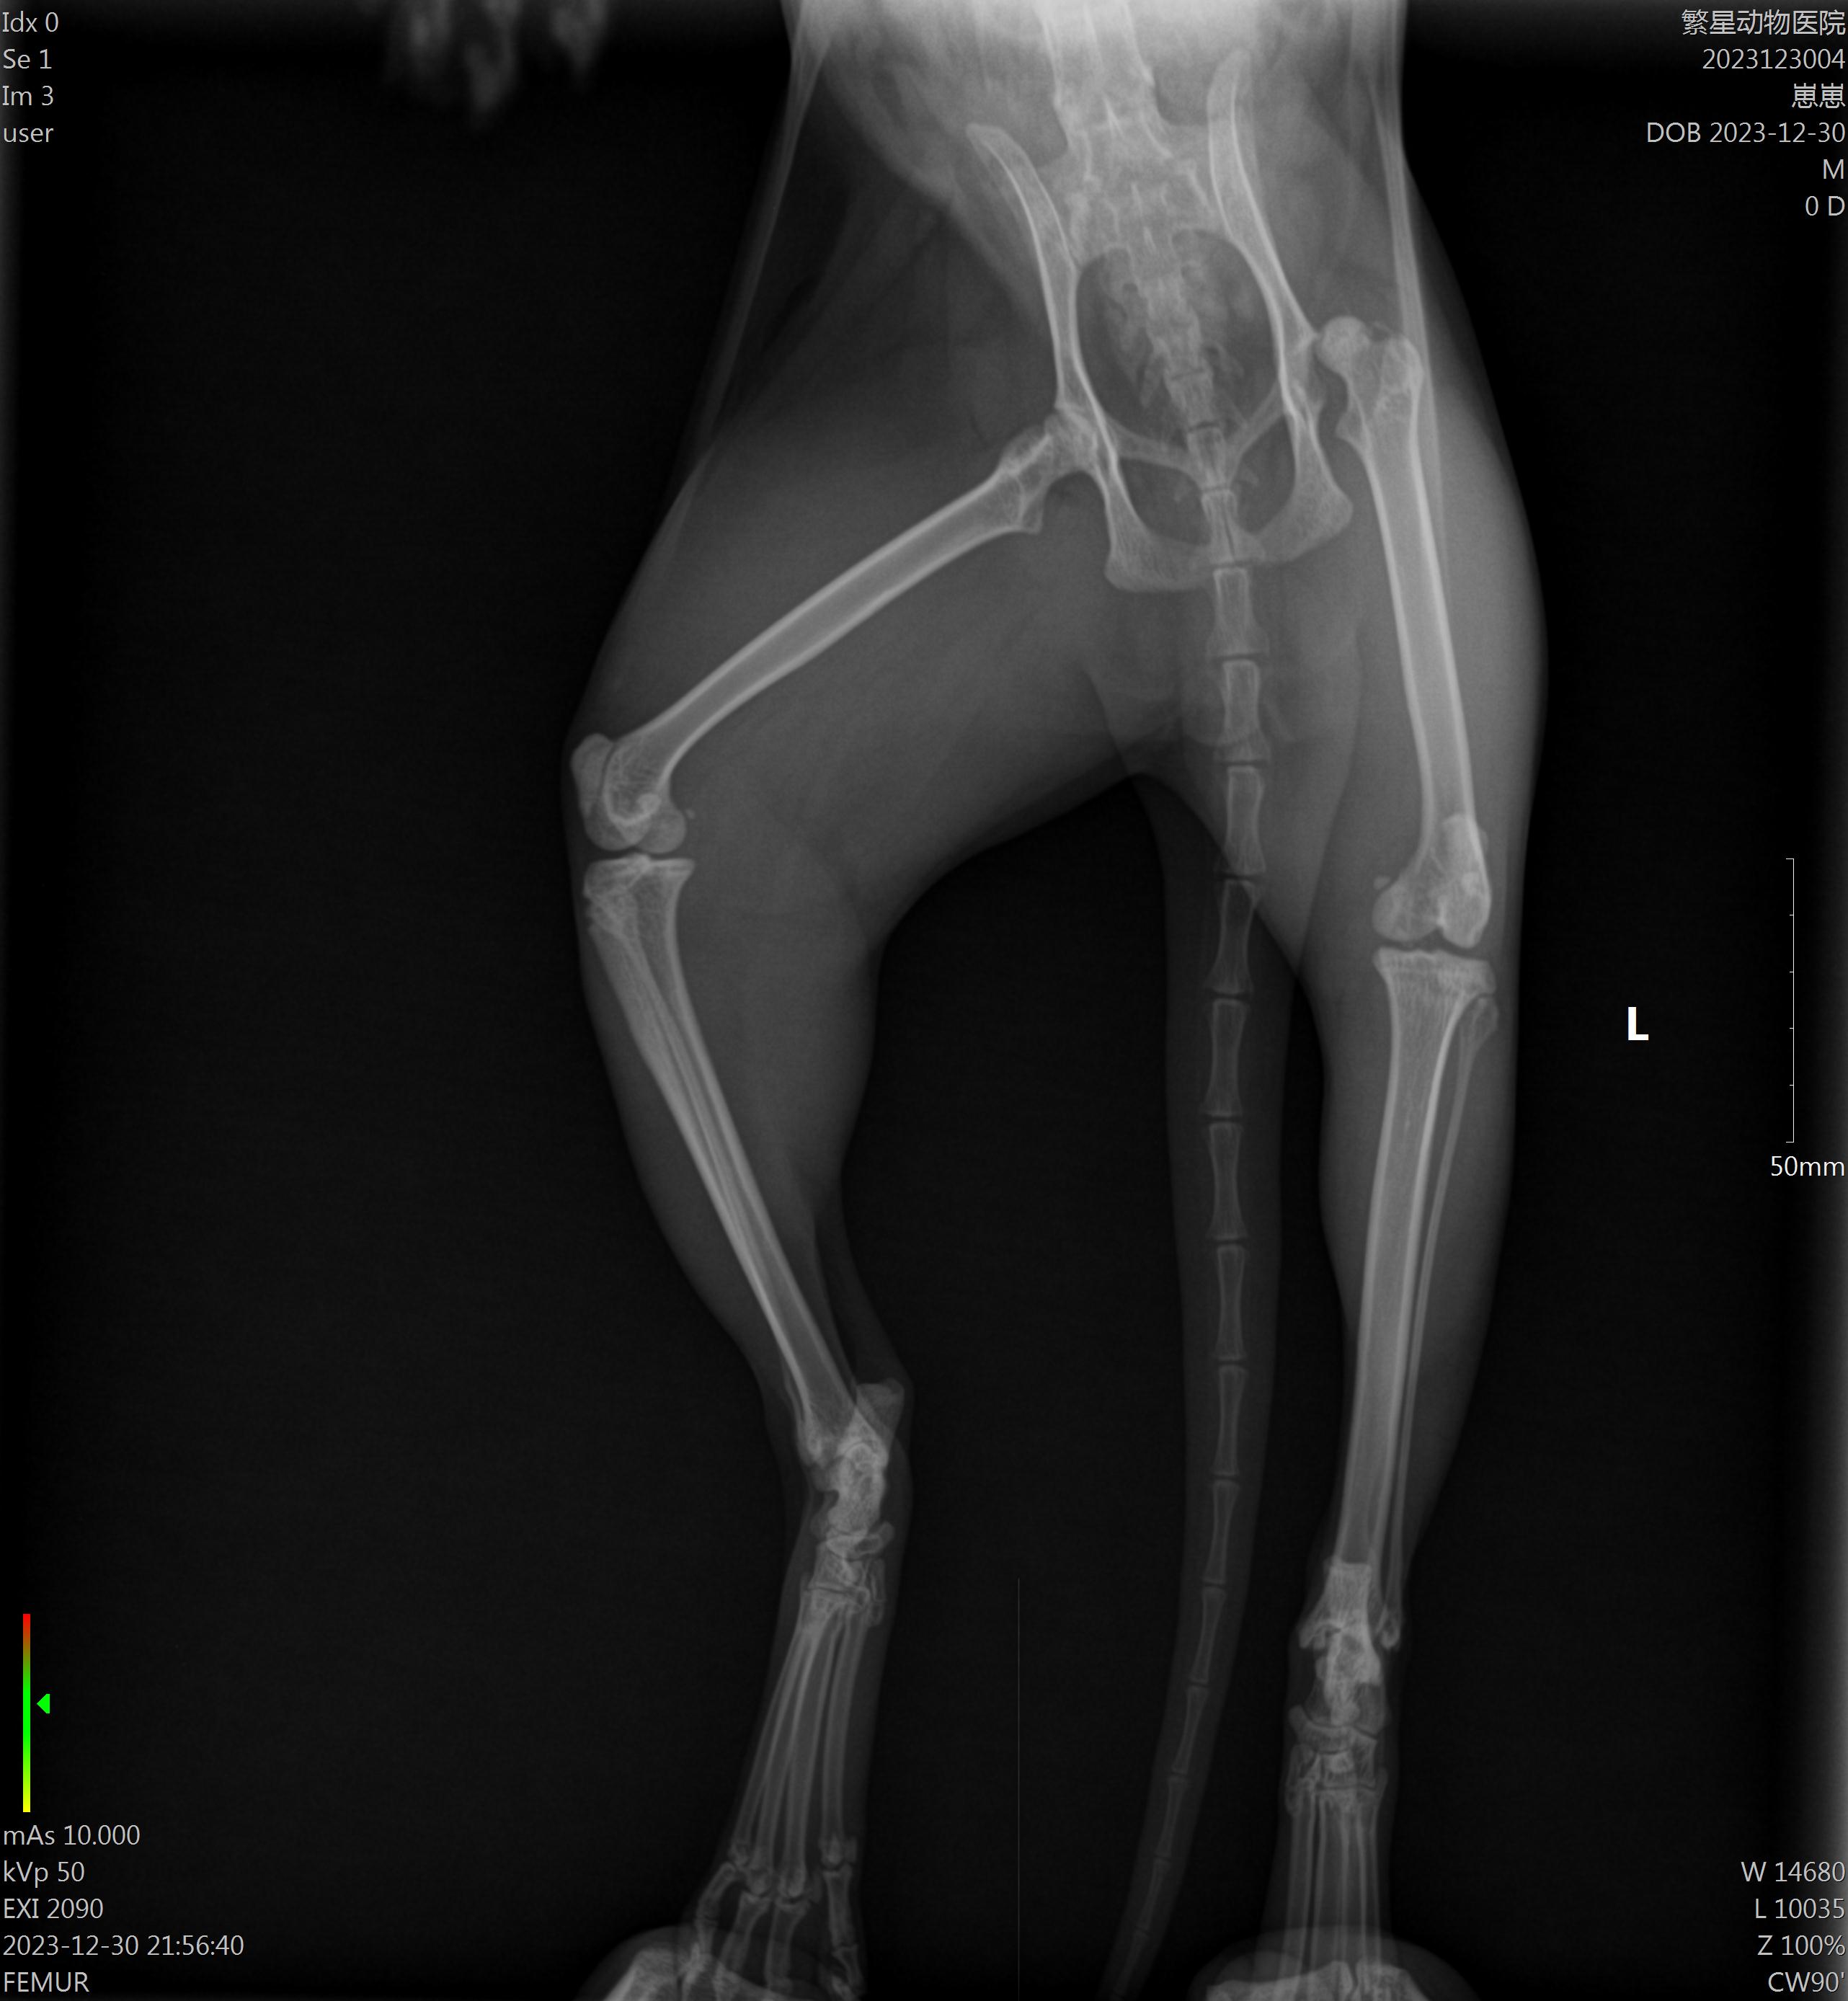 Idx 0
Se 1
Im 3
user
繁星动物医院
2023123004
崽崽
DOB 2023-12-30
M
0 D
L
50mm
mAs 10.000
kVp 50
EXI 2090
2023-12-30 21:56:40
FEMUR
W 14680
L 10035
Z 100%
CW90'